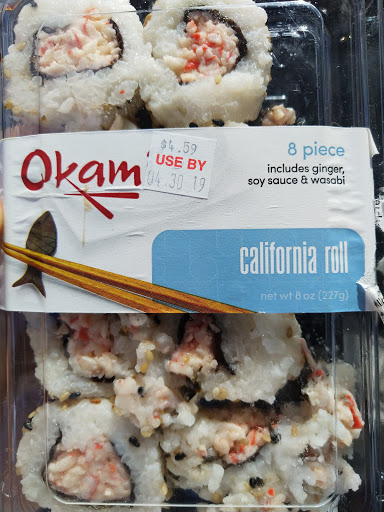 Okami
$4.59
USE BY
04.30 19
8 piece
includes ginger,
soy sauce & wasabi
california roll
net wt 8 oz (227g)